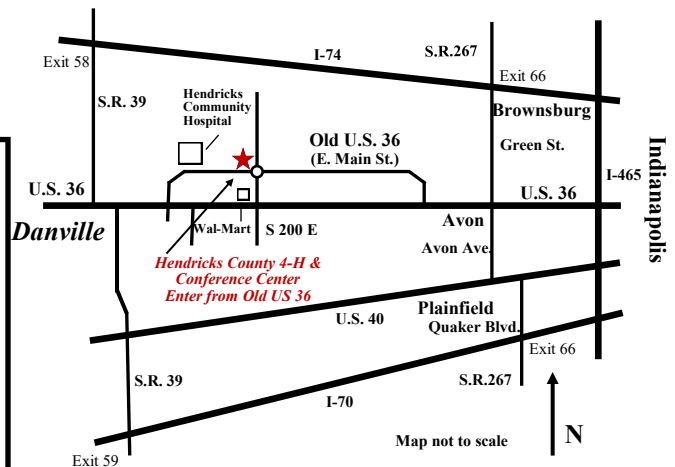 S.R.267
I-74
Exit 58
Exit 66
S.R. 39
Hendricks
Community
Hospital
Brownsburg
Old U.S. 36
(E. Main St.)
Green St.
Indianapolis
I-465
U.S. 36
U.S. 36
Danville
Wal-Mart
S 200 E
Avon
Avon Ave.
Hendricks County 4-H &
Conference Center
Enter from Old US 36
Plainfield
U.S. 40
Quaker Blvd.
Exit 66
S.R. 39
S.R.267
I-70
N
Map not to scale
Exit 59